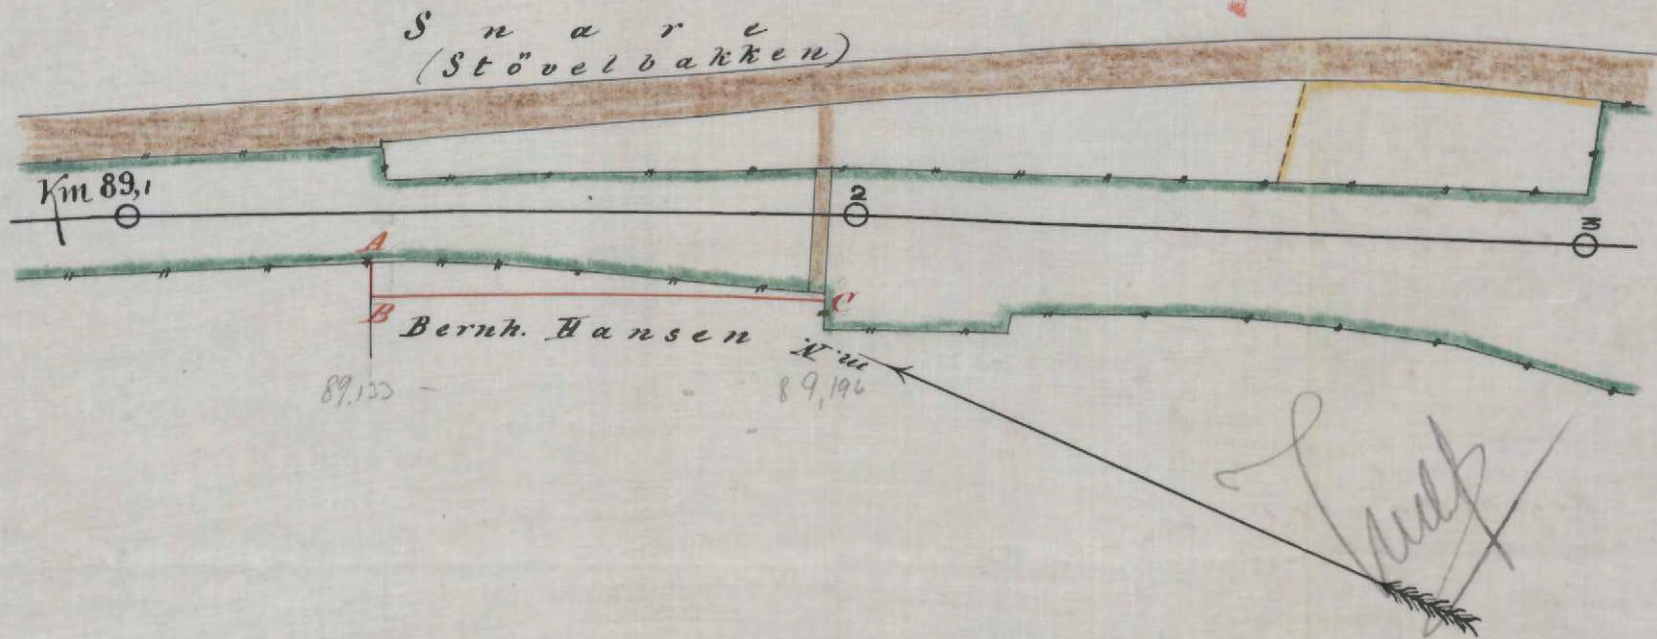 Snare
(Stövelbakken)
Km 89,1
2
3
A
B
C
Bernh. Hansen
89,133
89,196